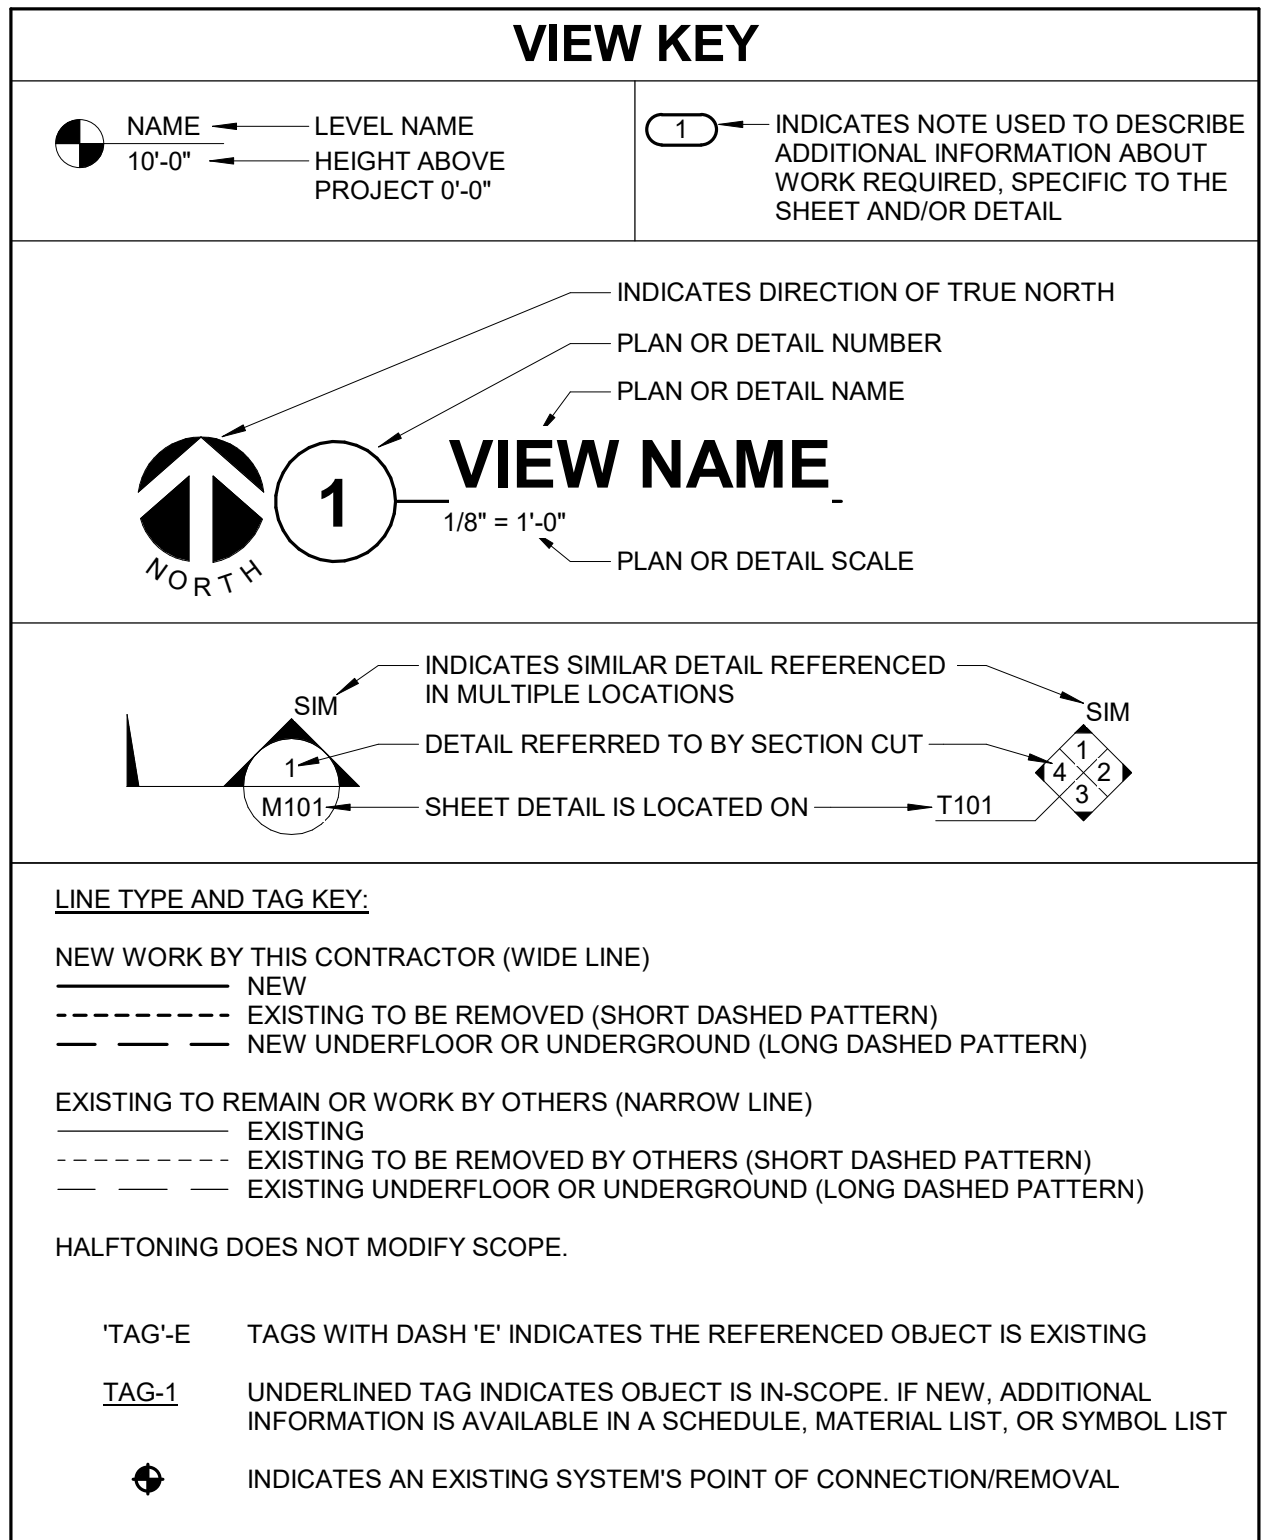 VIEW KEY
NAME
LEVEL NAME
10'-0"
HEIGHT ABOVE
PROJECT 0'-0"
1
INDICATES NOTE USED TO DESCRIBE
ADDITIONAL INFORMATION ABOUT
WORK REQUIRED, SPECIFIC TO THE
SHEET AND/OR DETAIL
INDICATES DIRECTION OF TRUE NORTH
PLAN OR DETAIL NUMBER
PLAN OR DETAIL NAME
NORTH
1
VIEW NAME
1/8" = 1'-0"
PLAN OR DETAIL SCALE
INDICATES SIMILAR DETAIL REFERENCED
IN MULTIPLE LOCATIONS
SIM
SIM
DETAIL REFERRED TO BY SECTION CUT
1
M101
SHEET DETAIL IS LOCATED ON
T101
1
4 2
3
LINE TYPE AND TAG KEY:
NEW WORK BY THIS CONTRACTOR (WIDE LINE)
NEW
EXISTING TO BE REMOVED (SHORT DASHED PATTERN)
NEW UNDERFLOOR OR UNDERGROUND (LONG DASHED PATTERN)
EXISTING TO REMAIN OR WORK BY OTHERS (NARROW LINE)
EXISTING
EXISTING TO BE REMOVED BY OTHERS (SHORT DASHED PATTERN)
EXISTING UNDERFLOOR OR UNDERGROUND (LONG DASHED PATTERN)
HALFTONING DOES NOT MODIFY SCOPE.
'TAG'-E TAGS WITH DASH 'E' INDICATES THE REFERENCED OBJECT IS EXISTING
TAG-1 UNDERLINED TAG INDICATES OBJECT IS IN-SCOPE. IF NEW, ADDITIONAL
INFORMATION IS AVAILABLE IN A SCHEDULE, MATERIAL LIST, OR SYMBOL LIST
INDICATES AN EXISTING SYSTEM'S POINT OF CONNECTION/REMOVAL